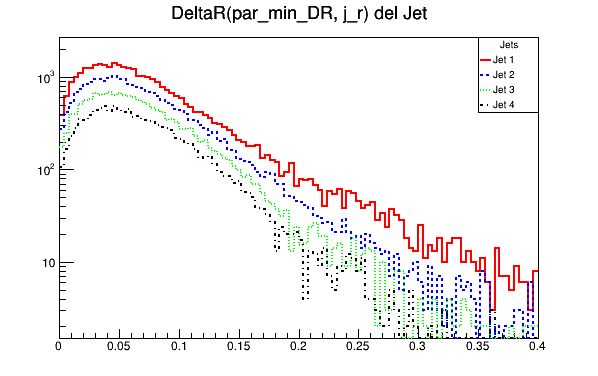 DeltaR(par_min_DR, j_r) del Jet
Jets
Jet 1
Jet 2
Jet 3
Jet 4
10³
10²
10
0 0.05 0.1 0.15 0.2 0.25 0.3 0.35 0.4